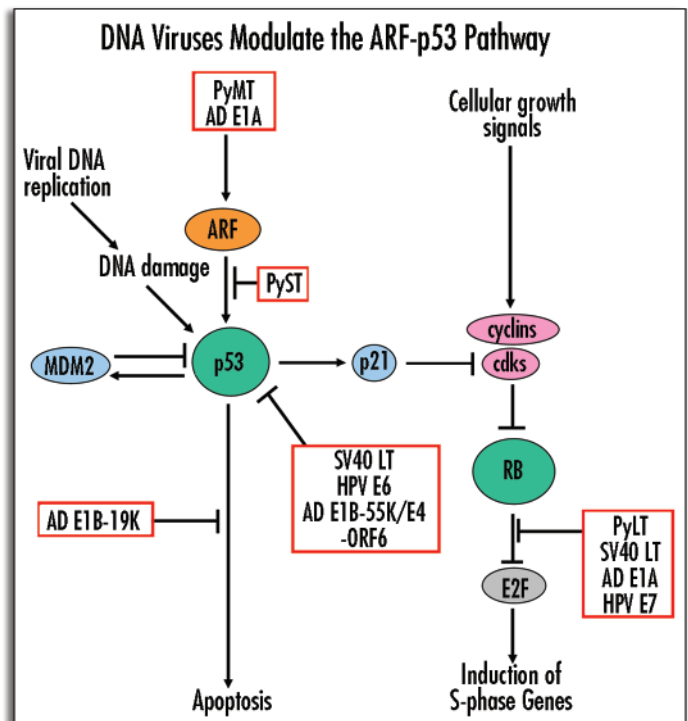 DNA Viruses Modulate the ARF-p53 Pathway
PyMT
AD E1A
Cellular growth
signals
Viral DNA
replication
ARF
DNA damage
PyST
cyclins
MDM2
p53
p21
cdks
SV40 LT
HPV E6
AD E1B-55K/E4
-ORF6
RB
AD E1B-19K
PyLT
SV40 LT
AD E1A
HPV E7
E2F
Apoptosis
Induction of
S-phase Genes